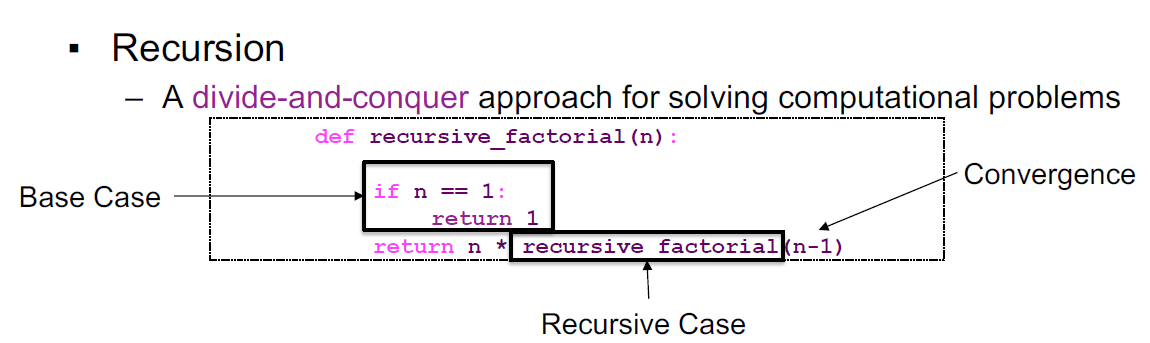 ▪ Recursion
– A divide-and-conquer approach for solving computational problems
def recursive_factorial(n):
Convergence
Base Case
if n == 1:
return 1
return n * recursive_factorial(n-1)
Recursive Case